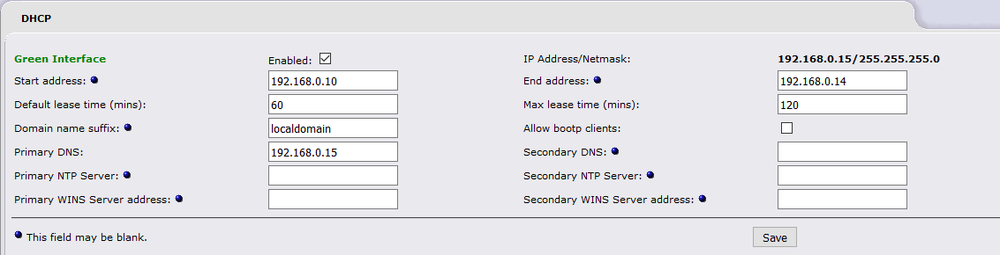 DHCP
Green Interface Enabled: IP Address/Netmask: 192.168.0.15/255.255.255.0
Start address: 192.168.0.10 End address: 192.168.0.14
Default lease time (mins): 60 Max lease time (mins): 120
Domain name suffix: localdomain Allow bootp clients:
Primary DNS: 192.168.0.15 Secondary DNS:
Primary NTP Server: Secondary NTP Server:
Primary WINS Server address: Secondary WINS Server address:
This field may be blank. Save